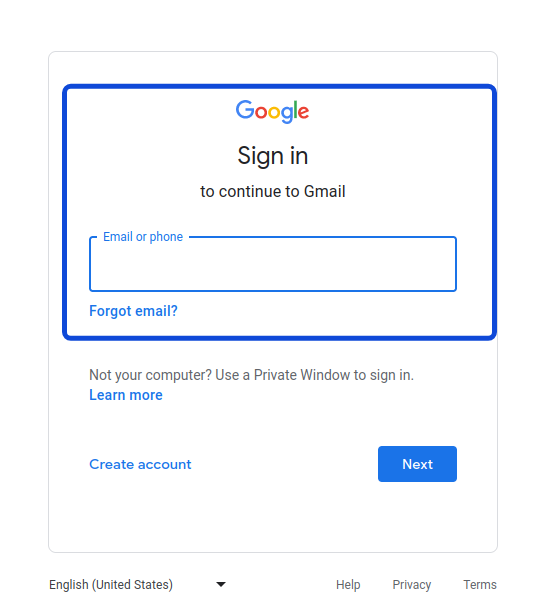 Google
Sign in
to continue to Gmail
Email or phone
Forgot email?
Not your computer? Use a Private Window to sign in.
Learn more
Create account
Next
English (United States)
Help
Privacy
Terms